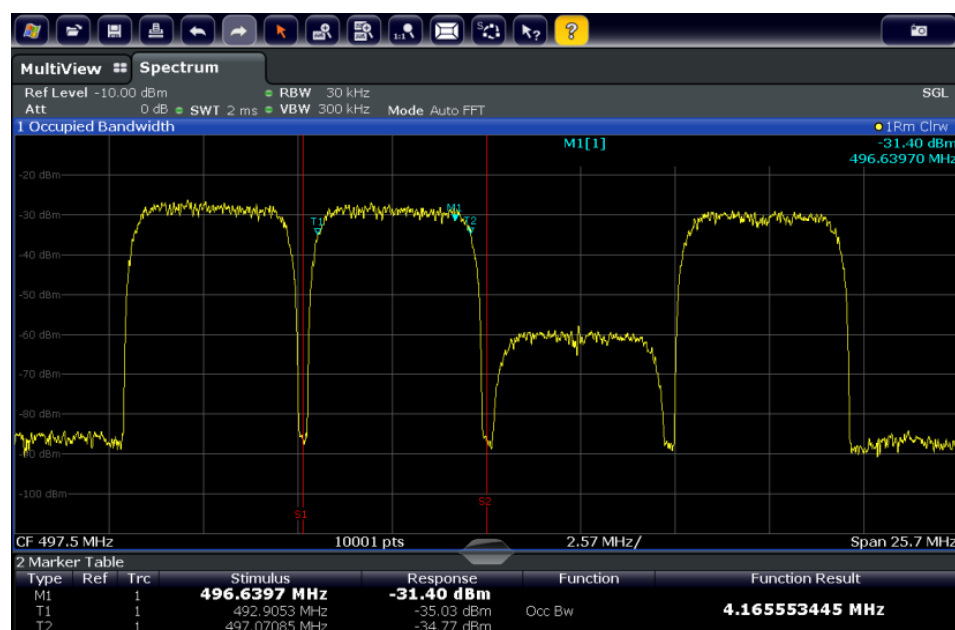 1:1 S ? ?
MultiView Spectrum
Ref Level -10.00 dBm RBW 30 kHz SGL
Att 0 dB SWT 2 ms VBW 300 kHz Mode Auto FFT
1 Occupied Bandwidth 1Rm Clrw
M1[1] -31.40 dBm
496.63970 MHz
-20 dBm
-30 dBm
T1 M1 T2
-40 dBm
-50 dBm
-60 dBm
-70 dBm
-80 dBm
-90 dBm
-100 dBm
S1 S2
CF 497.5 MHz 10001 pts 2.57 MHz/ Span 25.7 MHz
2 Marker Table
Type Ref Trc Stimulus Response Function Function Result
M1 1 496.6397 MHz -31.40 dBm
T1 1 492.9053 MHz -35.03 dBm Occ Bw 4.165553445 MHz
T2 1 497.07085 MHz -34.77 dBm